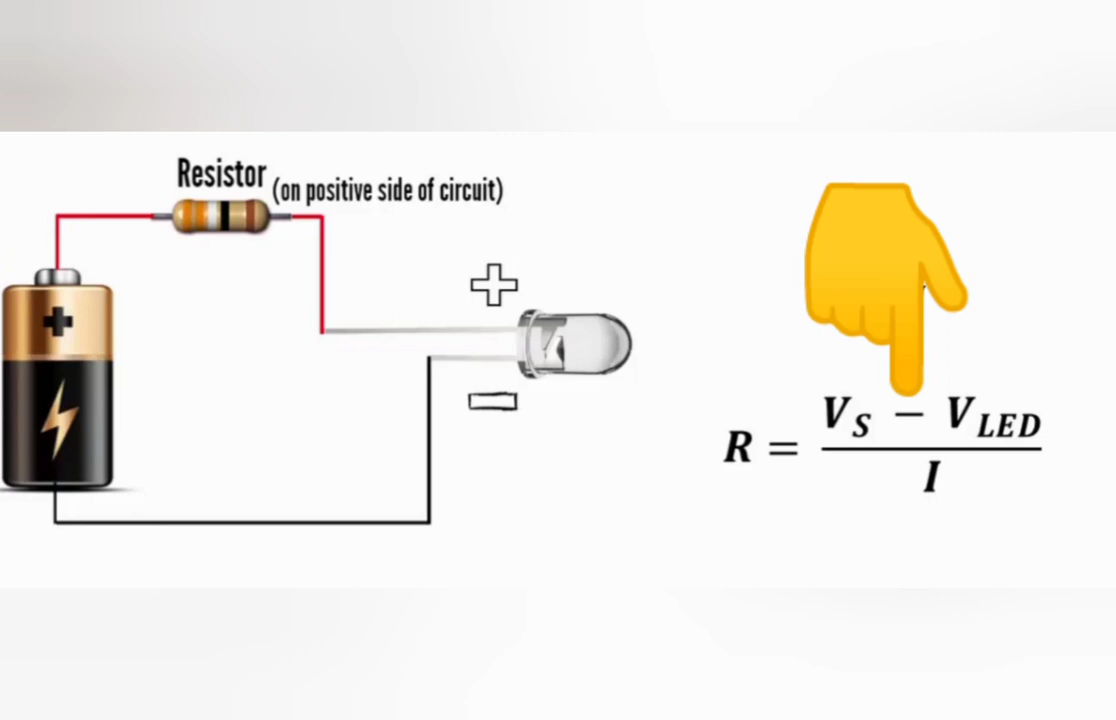 Resistor (on positive side of circuit)
+
+
−
R = (V_S − V_LED) / I